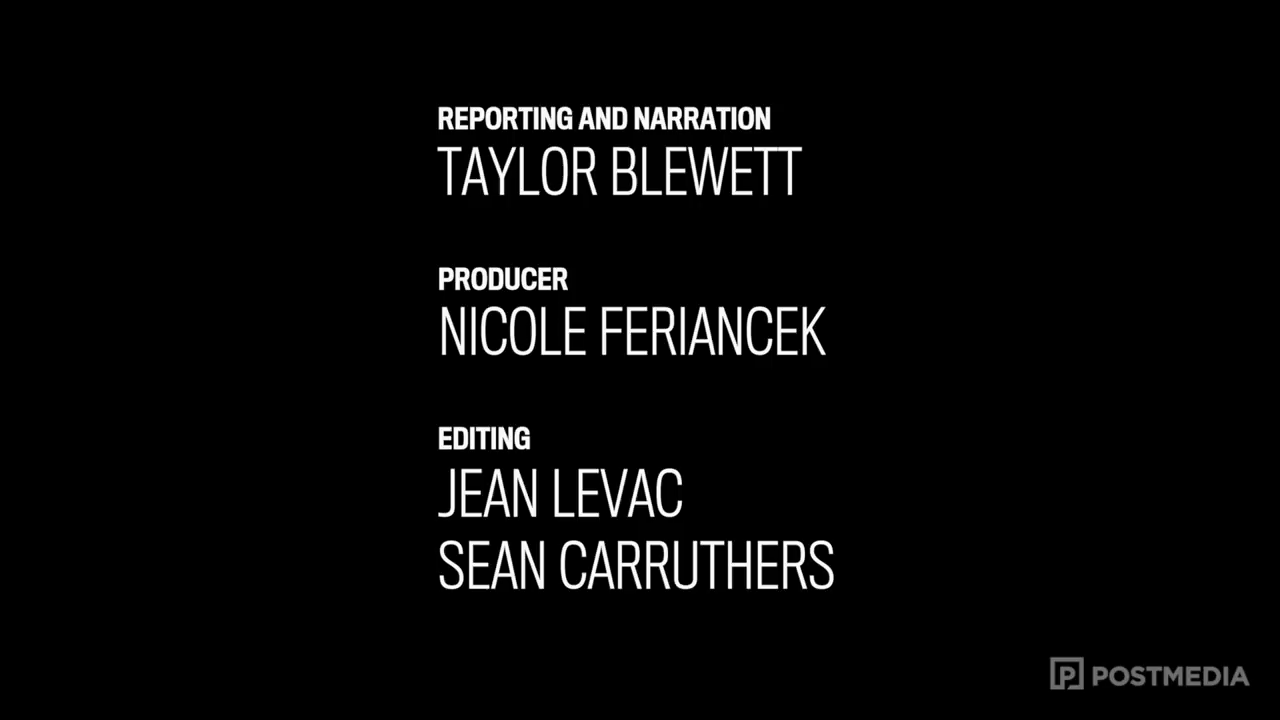 REPORTING AND NARRATION
TAYLOR BLEWETT
PRODUCER
NICOLE FERIANCEK
EDITING
JEAN LEVAC
SEAN CARRUTHERS
P POSTMEDIA